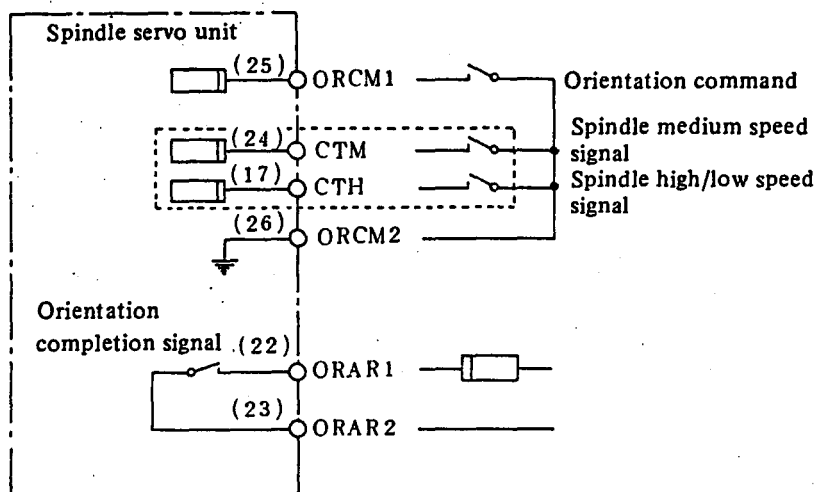 Spindle servo unit
(25) ORCM1 Orientation command
(24) CTM Spindle medium speed signal
(17) CTH Spindle high/low speed signal
(26) ORCM2
Orientation
completion signal (22) ORAR1
(23) ORAR2